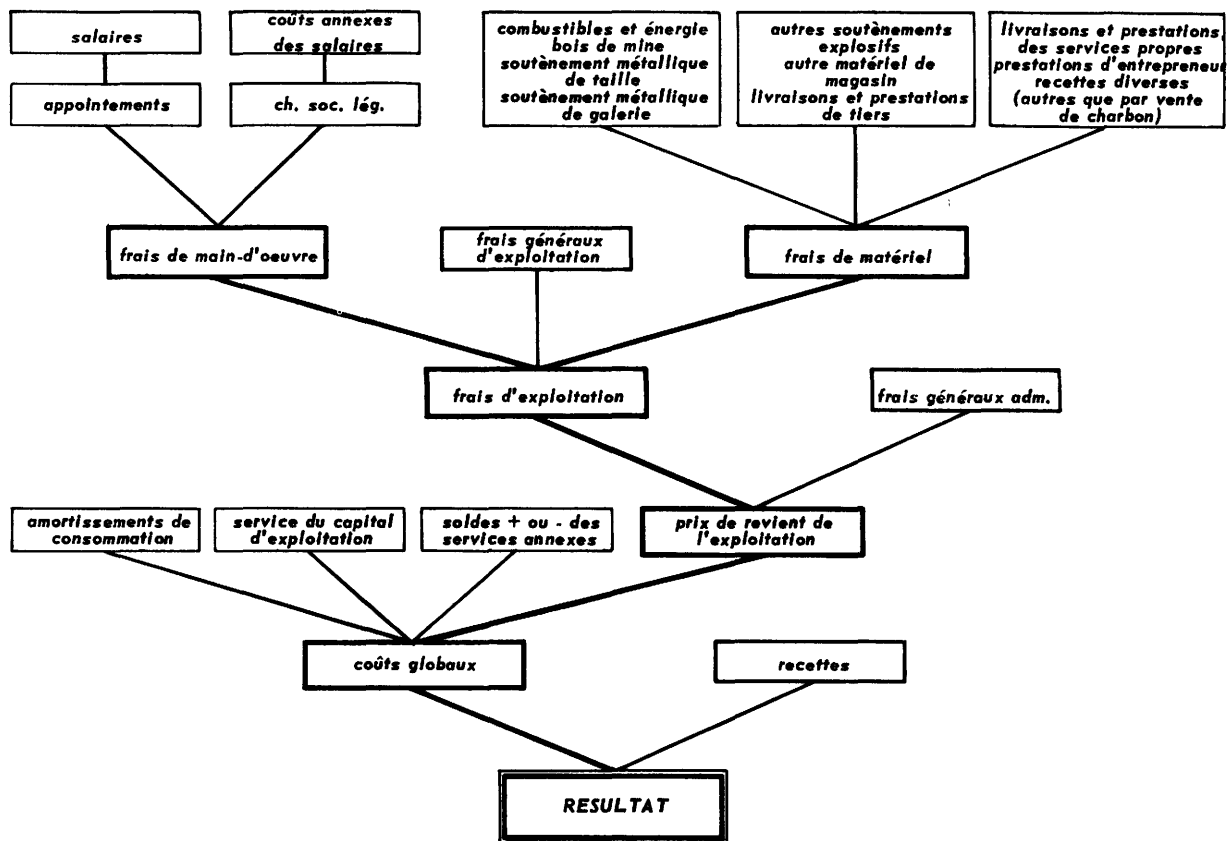 salaires
coûts annexes
des salaires
appointements
ch. soc. lég.
combustibles et énergie
bois de mine
soutènement métallique
de taille
soutènement métallique
de galerie
autres soutènements
explosifs
autre matériel de
magasin
livraisons et prestations
de tiers
livraisons et prestations
des services propres
prestations d'entrepreneur
recettes diverses
(autres que par vente
de charbon)
frais de main-d'oeuvre
frais généraux
d'exploitation
frais de matériel
frais d'exploitation
frais généraux adm.
amortissements de
consommation
service du capital
d'exploitation
soldes + ou - des
services annexes
prix de revient de
l'exploitation
coûts globaux
recettes
RESULTAT